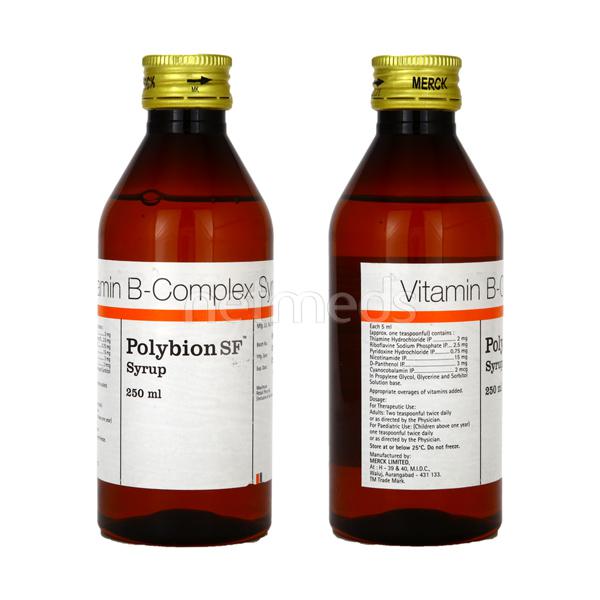 MERCK
MK
amin B-Complex Sy
Polybion SF™
Syrup
250 ml
MERCK
Vitamin B-C
Each 5 ml
(approx. one teaspoonful) contains :
Thiamine Hydrochloride IP ........ 2 mg
Riboflavine Sodium Phosphate IP ... 2.5 mg
Pyridoxine Hydrochloride IP ....... 0.75 mg
Nicotinamide IP ........ 15 mg
D-Panthenol IP ........ 3 mg
Cyanocobalamin IP ........ 2 mcg
In Propylene Glycol, Glycerine and Sorbitol
Solution base.
Appropriate overages of vitamins added.
Dosage:
For Therapeutic Use:
Adults: Two teaspoonful twice daily
or as directed by the Physician.
For Paediatric Use: (Children above one year)
one teaspoonful twice daily
or as directed by the Physician.
Store at or below 25°C. Do not freeze.
Manufactured by:
MERCK LIMITED,
At : H - 39 & 40, M.I.D.C.,
Waluj, Aurangabad - 431 133.
TM Trade Mark.
Poly
Syrup
250 m
netmeds